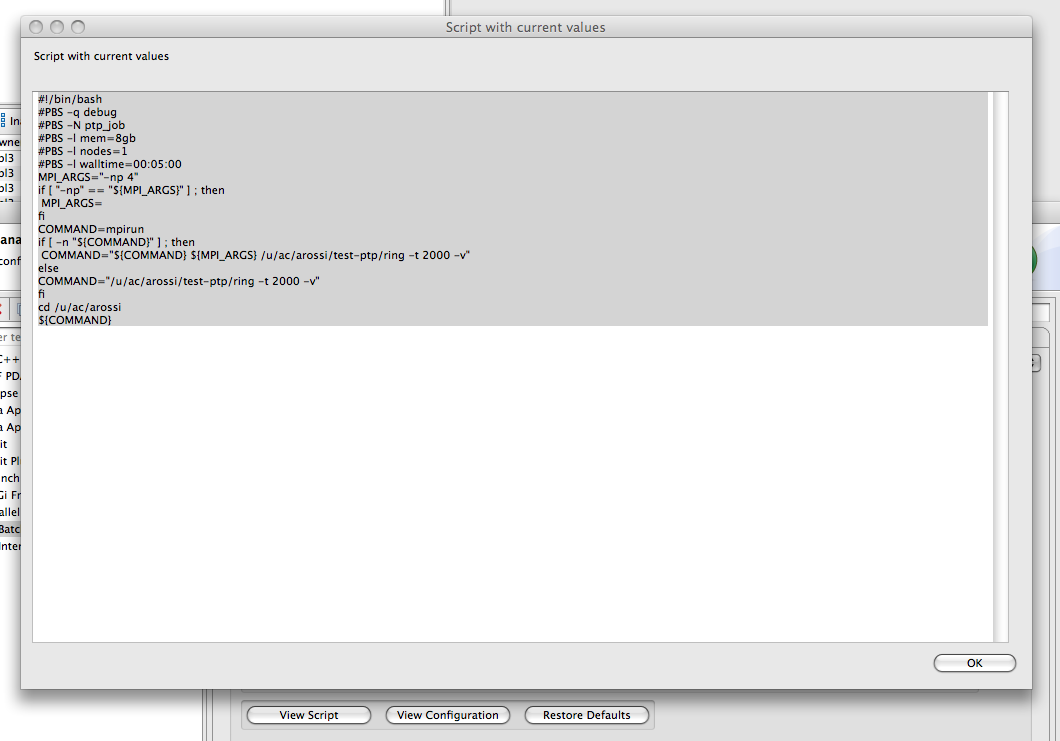 Script with current values
Script with current values
#!/bin/bash
#PBS -q debug
#PBS -N ptp_job
#PBS -l mem=8gb
#PBS -l nodes=1
#PBS -l walltime=00:05:00
MPI_ARGS="-np 4"
if [ "-np" == "${MPI_ARGS}" ] ; then
 MPI_ARGS=
fi
COMMAND=mpirun
if [ -n "${COMMAND}" ] ; then
 COMMAND="${COMMAND} ${MPI_ARGS} /u/ac/arossi/test-ptp/ring -t 2000 -v"
else
COMMAND="/u/ac/arossi/test-ptp/ring -t 2000 -v"
fi
cd /u/ac/arossi
${COMMAND}
OK
View Script
View Configuration
Restore Defaults